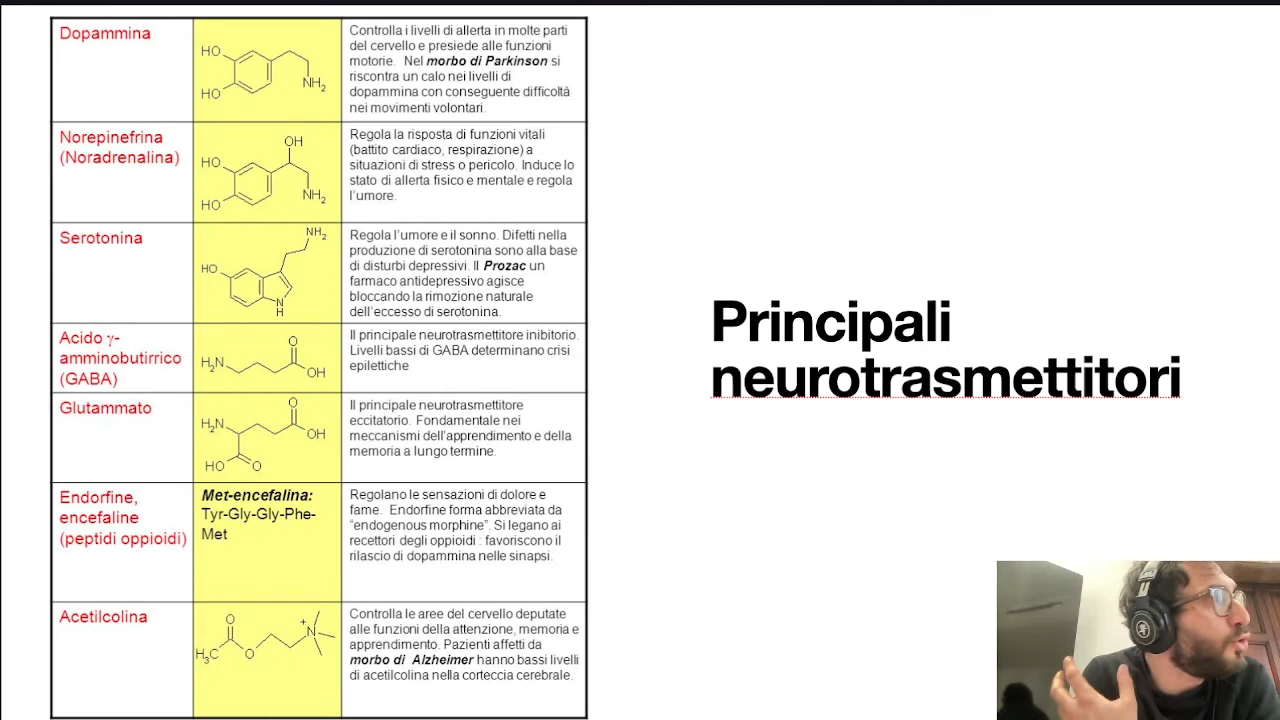 Dopammina
HO
HO
NH2
Controlla i livelli di allerta in molte parti
del cervello e presiede alle funzioni
motorie. Nel morbo di Parkinson si
riscontra un calo nei livelli di
dopammina con conseguente difficoltà
nei movimenti volontari.
Norepinefrina
(Noradrenalina)
OH
HO
HO
NH2
Regola la risposta di funzioni vitali
(battito cardiaco, respirazione) a
situazioni di stress o pericolo. Induce lo
stato di allerta fisico e mentale e regola
l'umore.
Serotonina
NH2
HO
N
H
Regola l'umore e il sonno. Difetti nella
produzione di serotonina sono alla base
di disturbi depressivi. Il Prozac un
farmaco antidepressivo agisce
bloccando la rimozione naturale
dell'eccesso di serotonina.
Acido γ-
amminobutirrico
(GABA)
O
H2N
OH
Il principale neurotrasmettitore inibitorio.
Livelli bassi di GABA determinano crisi
epilettiche
Glutammato
O
H2N
OH
HO
O
Il principale neurotrasmettitore
eccitatorio. Fondamentale nei
meccanismi dell'apprendimento e della
memoria a lungo termine.
Endorfine,
encefaline
(peptidi oppioidi)
Met-encefalina:
Tyr-Gly-Gly-Phe-
Met
Regolano le sensazioni di dolore e
fame. Endorfine forma abbreviata da
"endogenous morphine". Si legano ai
recettori degli oppioidi : favoriscono il
rilascio di dopammina nelle sinapsi.
Acetilcolina
O
H3C
O
N+
Controlla le aree del cervello deputate
alle funzioni della attenzione, memoria e
apprendimento. Pazienti affetti da
morbo di Alzheimer hanno bassi livelli
di acetilcolina nella corteccia cerebrale.
Principali
neurotrasmettitori